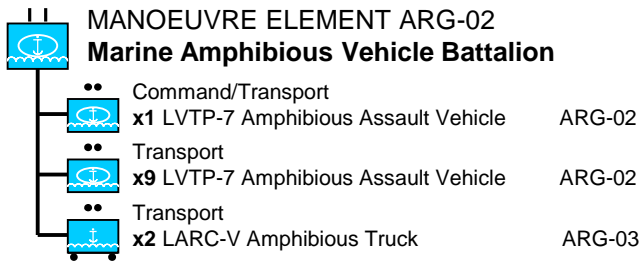 MANOEUVRE ELEMENT ARG-02
Marine Amphibious Vehicle Battalion
Command/Transport
x1 LVTP-7 Amphibious Assault Vehicle ARG-02
Transport
x9 LVTP-7 Amphibious Assault Vehicle ARG-02
Transport
x2 LARC-V Amphibious Truck ARG-03